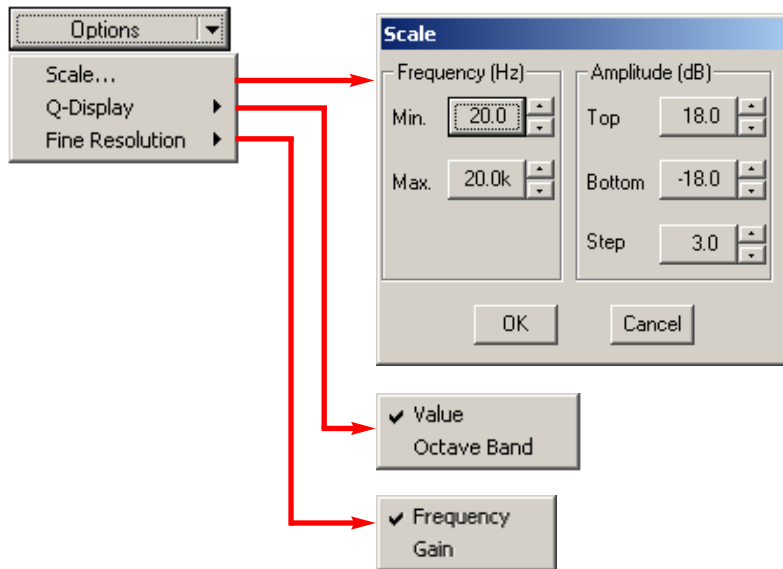 Options
Scale...
Q-Display
Fine Resolution
Scale
Frequency (Hz)
Min. 20.0
Max. 20.0k
Amplitude (dB)
Top 18.0
Bottom -18.0
Step 3.0
OK Cancel
Value
Octave Band
Frequency
Gain